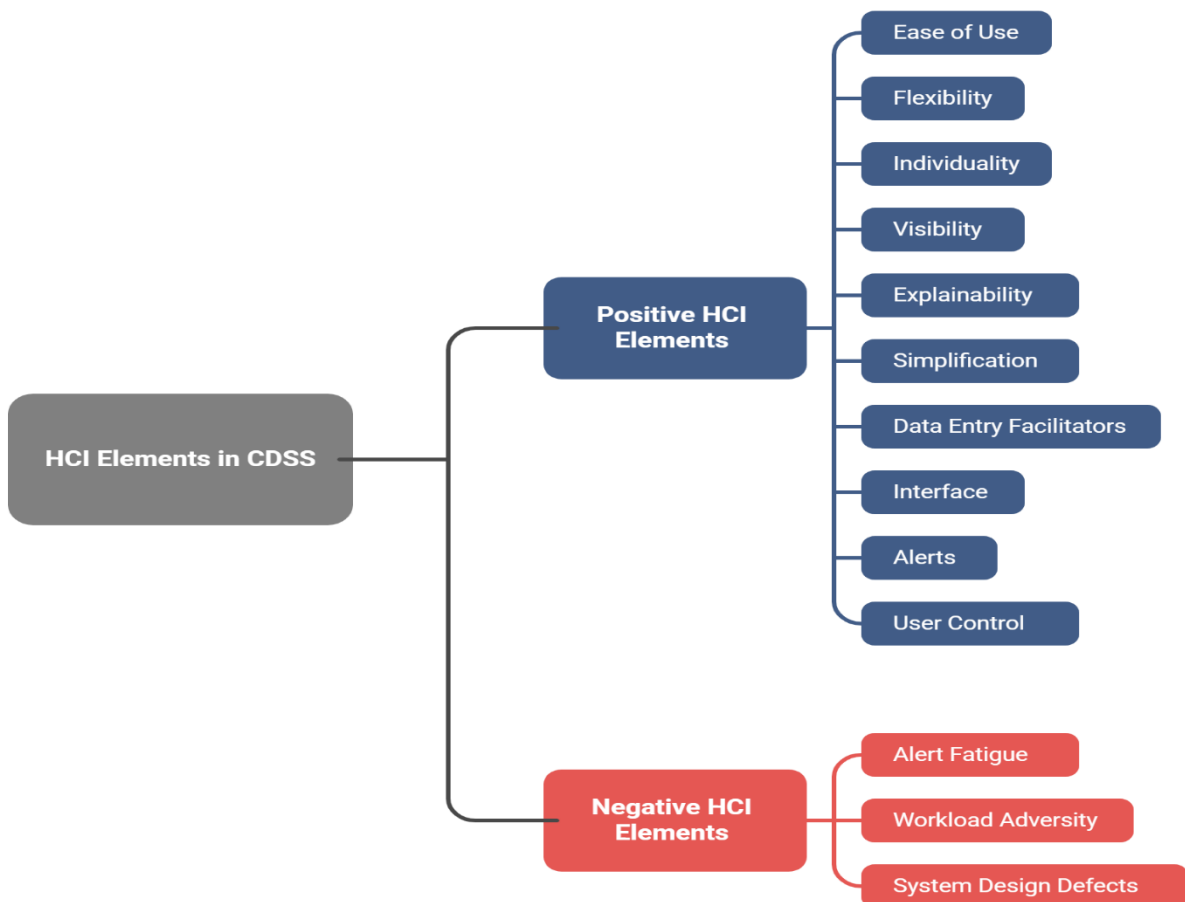 HCI Elements in CDSS
Positive HCI
Elements
Ease of Use
Flexibility
Individuality
Visibility
Explainability
Simplification
Data Entry Facilitators
Interface
Alerts
User Control
Negative HCI
Elements
Alert Fatigue
Workload Adversity
System Design Defects